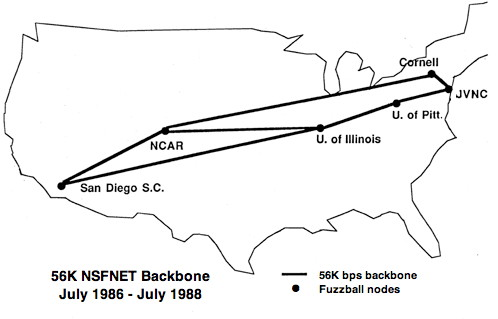 Cornell
JVNC
U. of Pitt.
U. of Illinois
NCAR
San Diego S.C.
56K NSFNET Backbone
July 1986 - July 1988
56K bps backbone
Fuzzball nodes